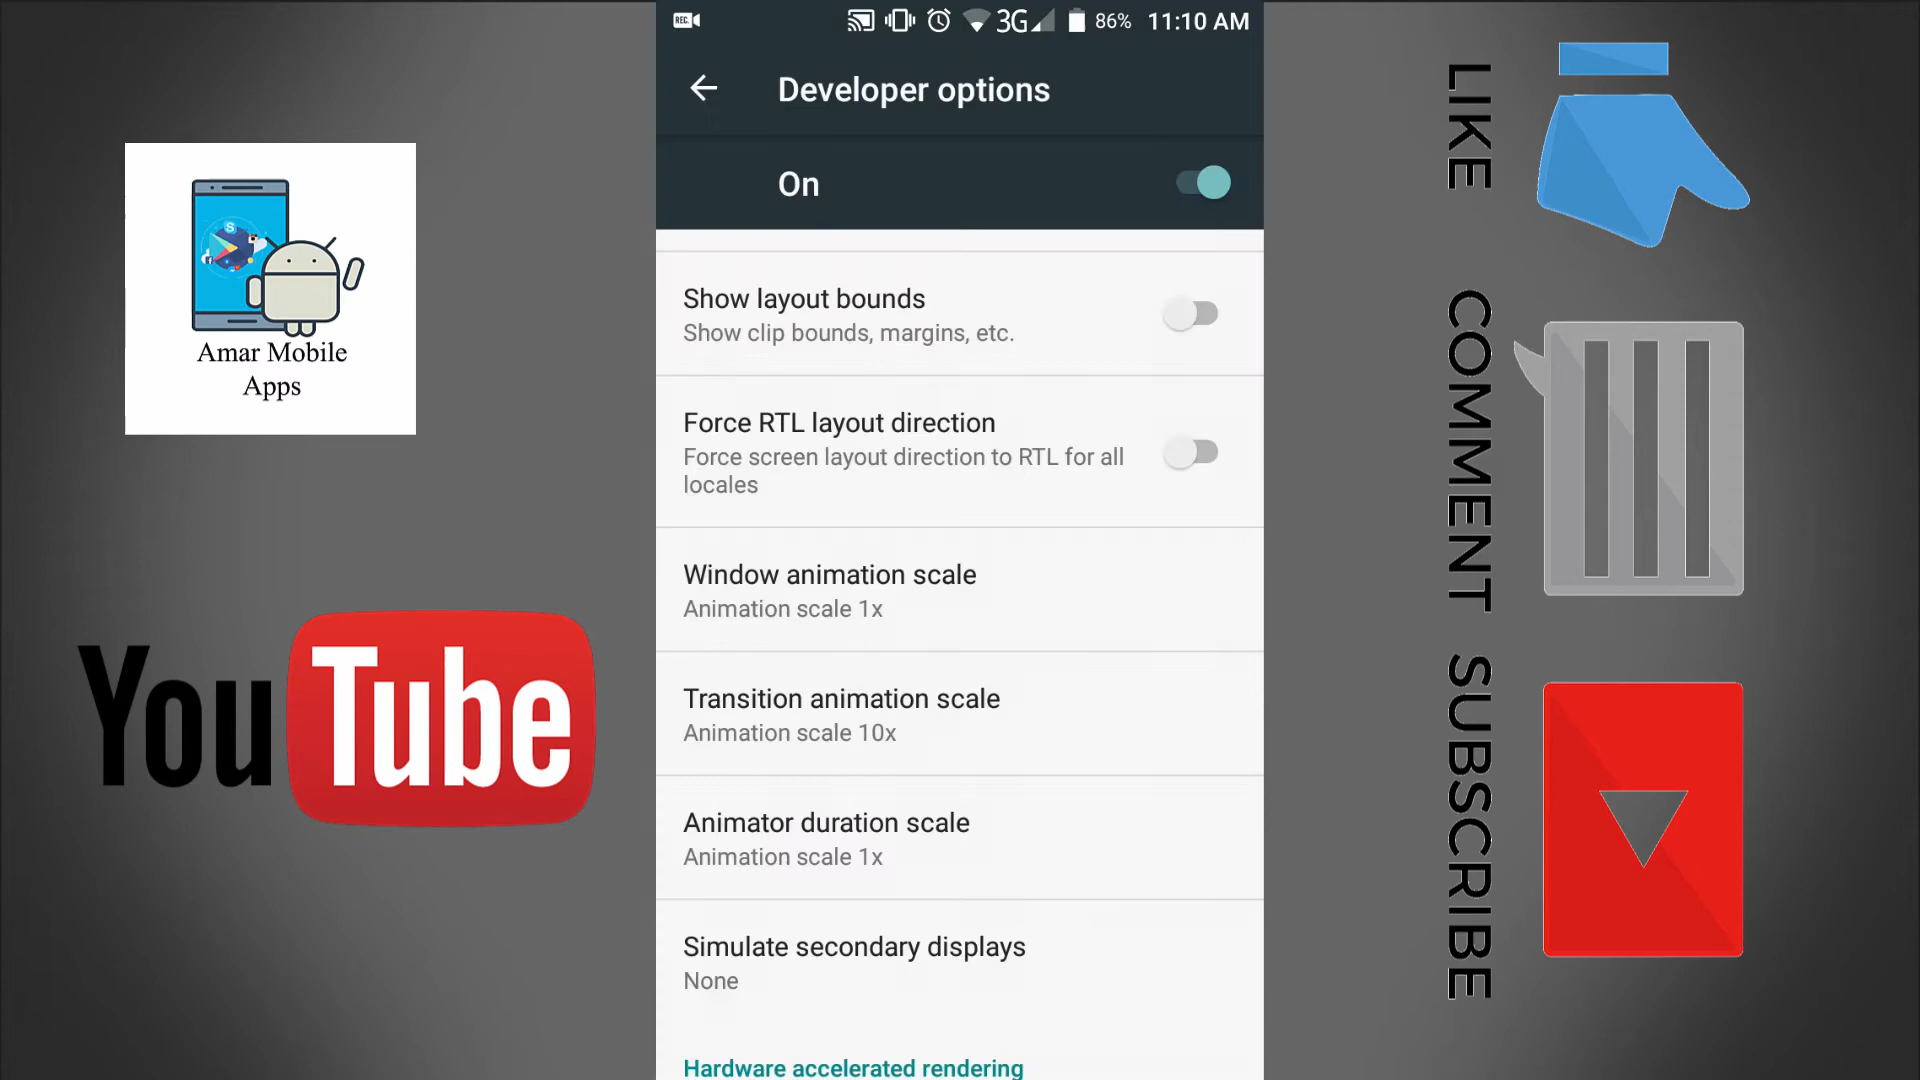 REC
3G
86%
11:10 AM
Developer options
On
Show layout bounds
Show clip bounds, margins, etc.
Force RTL layout direction
Force screen layout direction to RTL for all
locales
Window animation scale
Animation scale 1x
Transition animation scale
Animation scale 10x
Animator duration scale
Animation scale 1x
Simulate secondary displays
None
Hardware accelerated rendering
Amar Mobile
Apps
YouTube
LIKE
COMMENT
SUBSCRIBE